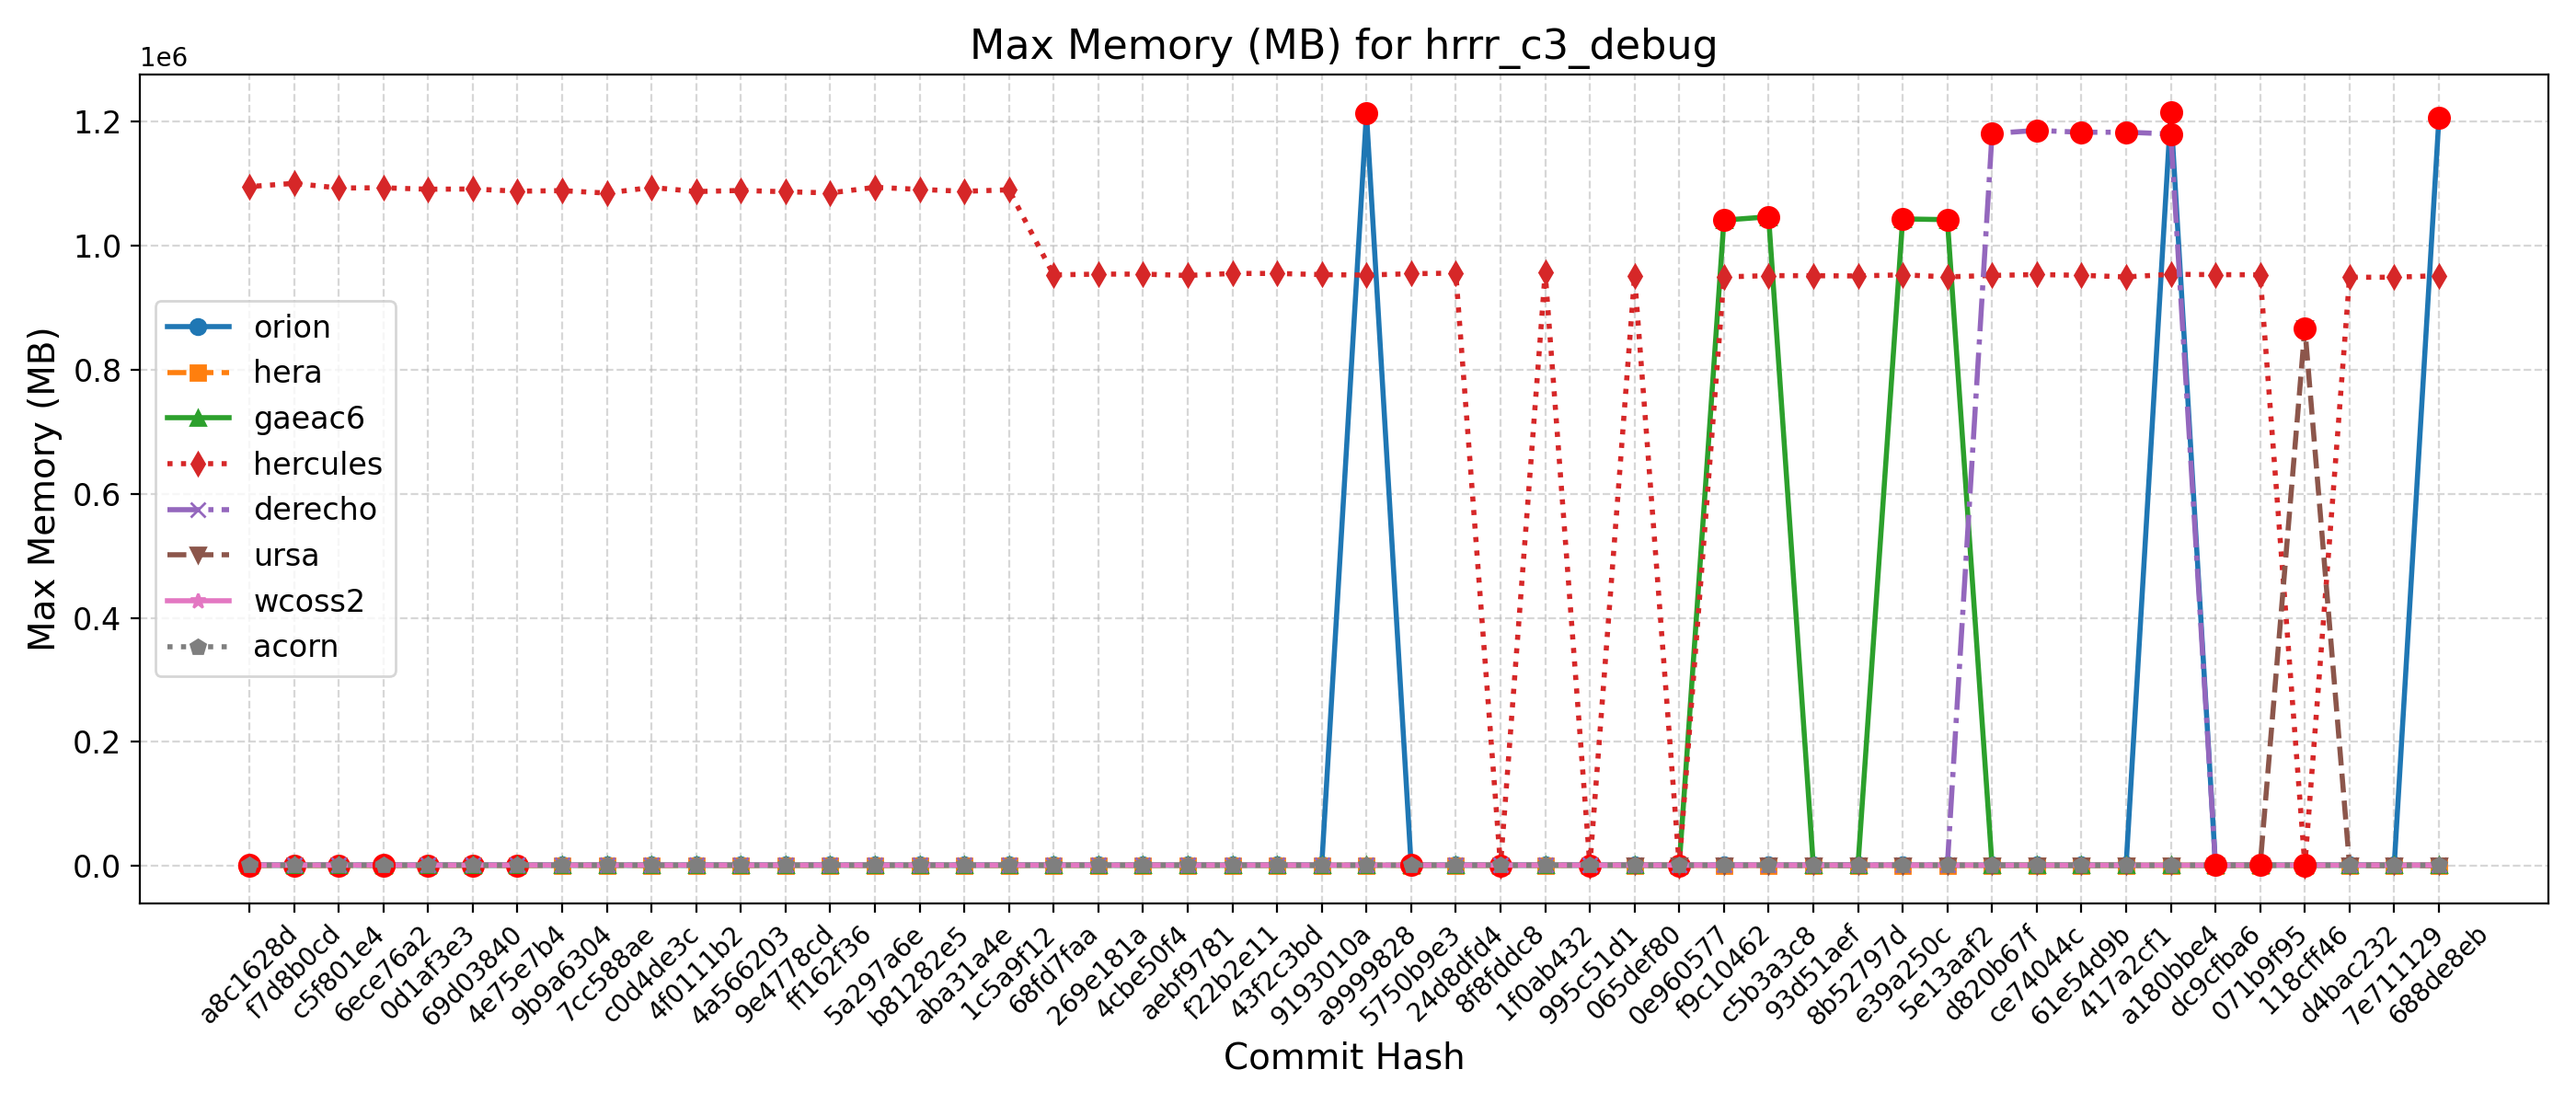 Max Memory (MB) for hrrr_c3_debug
1e6
Max Memory (MB)
1.2
1.0
0.8
0.6
0.4
0.2
0.0
orion
hera
gaeac6
hercules
derecho
ursa
wcoss2
acorn
a8c1628d
f7d8b0cd
c5f801e4
6ece76a2
0d1af3e3
69d03840
4e75e7b4
9b9a6304
7cc588ae
c0d4de3c
4f0111b2
4a566203
9e4778cd
ff162f36
5a297a6e
b81282e5
aba31a4e
1c5a9f12
68fd7faa
269e181a
4cbe50f4
aebf9781
f22b2e11
43f2c3bd
9193010a
a9999828
5750b9e3
24d8dfd4
8f8fddc8
1f0ab432
995c51d1
065def80
0e960577
f9c10462
c5b3a3c8
93d51aef
8b52797d
e39a250c
5e13aaf2
d820b67f
ce74044c
61e54d9b
417a2cf1
a180bbe4
dc9cfba6
071b9f95
118cff46
d4bac232
7e711129
688de8eb
Commit Hash